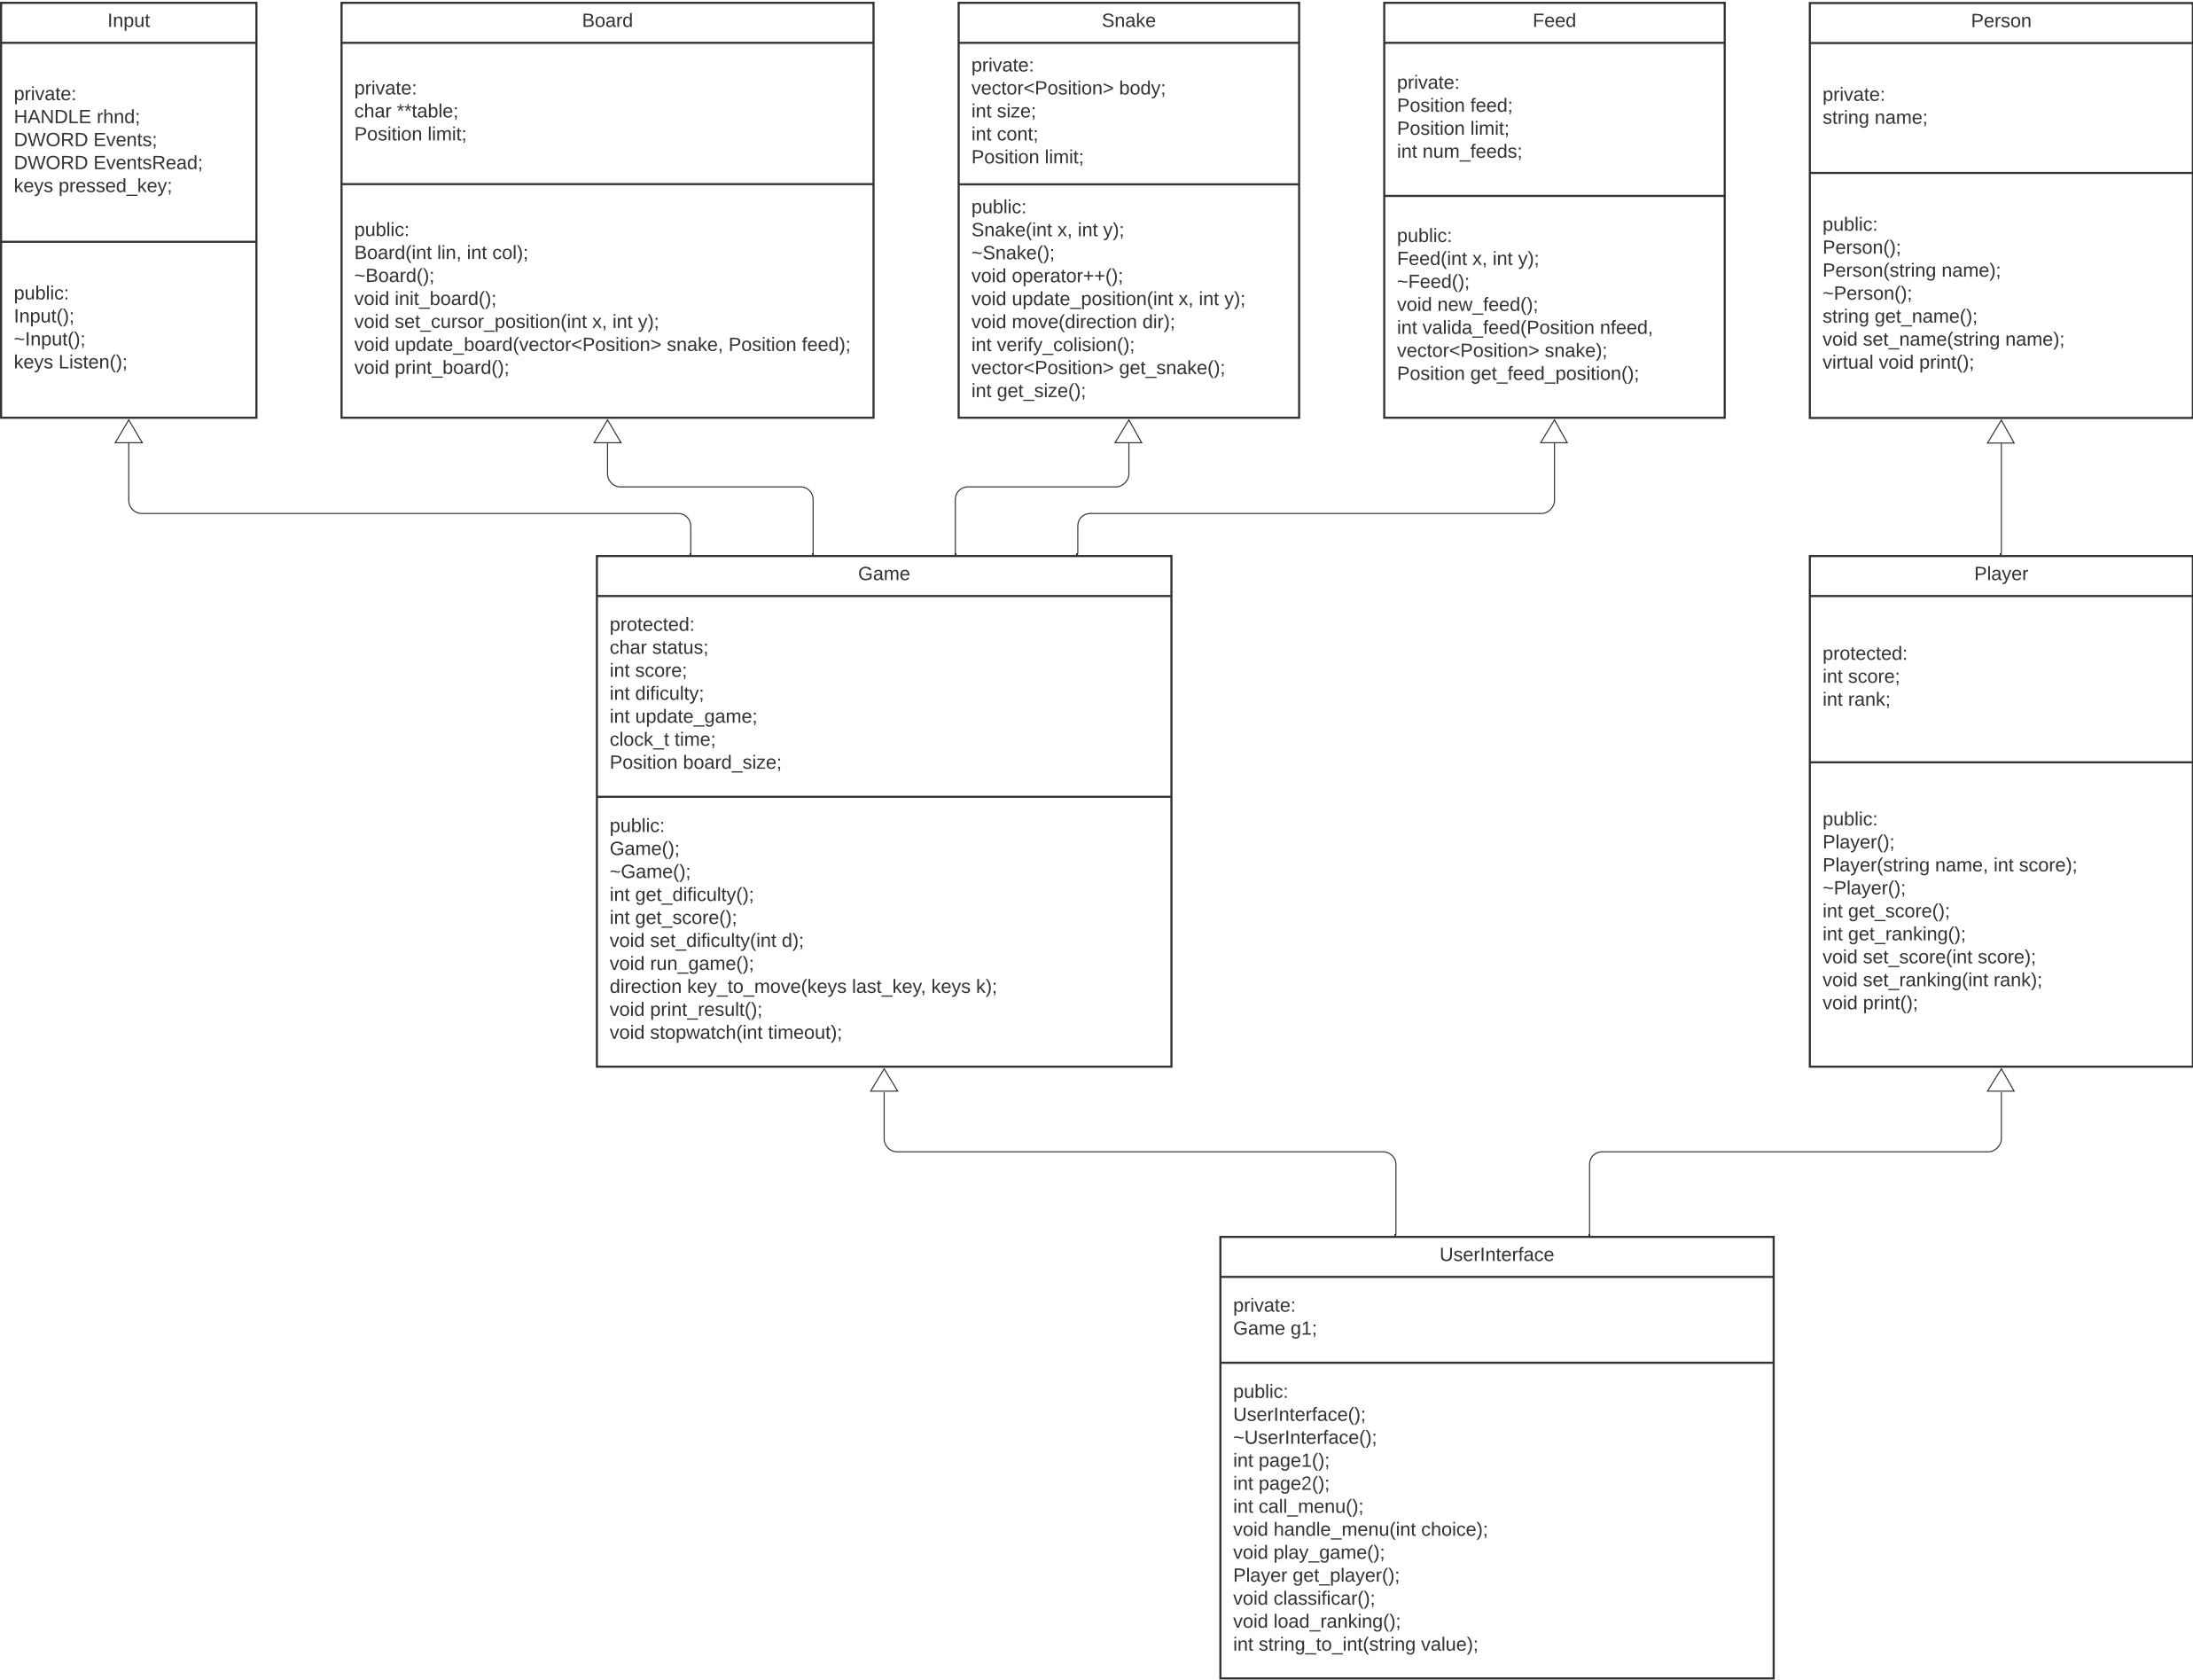 Input
private:
HANDLE rhnd;
DWORD Events;
DWORD EventsRead;
keys pressed_key;
public:
Input();
~Input();
keys Listen();
Board
private:
char **table;
Position limit;
public:
Board(int lin, int col);
~Board();
void init_board();
void set_cursor_position(int x, int y);
void update_board(vector<Position> snake, Position feed);
void print_board();
Snake
private:
vector<Position> body;
int size;
int cont;
Position limit;
public:
Snake(int x, int y);
~Snake();
void operator++();
void update_position(int x, int y);
void move(direction dir);
int verify_colision();
vector<Position> get_snake();
int get_size();
Feed
private:
Position feed;
Position limit;
int num_feeds;
public:
Feed(int x, int y);
~Feed();
void new_feed();
int valida_feed(Position nfeed,
vector<Position> snake);
Position get_feed_position();
Person
private:
string name;
public:
Person();
Person(string name);
~Person();
string get_name();
void set_name(string name);
virtual void print();
Game
protected:
char status;
int score;
int dificulty;
int update_game;
clock_t time;
Position board_size;
public:
Game();
~Game();
int get_dificulty();
int get_score();
void set_dificulty(int d);
void run_game();
direction key_to_move(keys last_key, keys k);
void print_result();
void stopwatch(int timeout);
Player
protected:
int score;
int rank;
public:
Player();
Player(string name, int score);
~Player();
int get_score();
int get_ranking();
void set_score(int score);
void set_ranking(int rank);
void print();
UserInterface
private:
Game g1;
public:
UserInterface();
~UserInterface();
int page1();
int page2();
int call_menu();
void handle_menu(int choice);
void play_game();
Player get_player();
void classificar();
void load_ranking();
int string_to_int(string value);